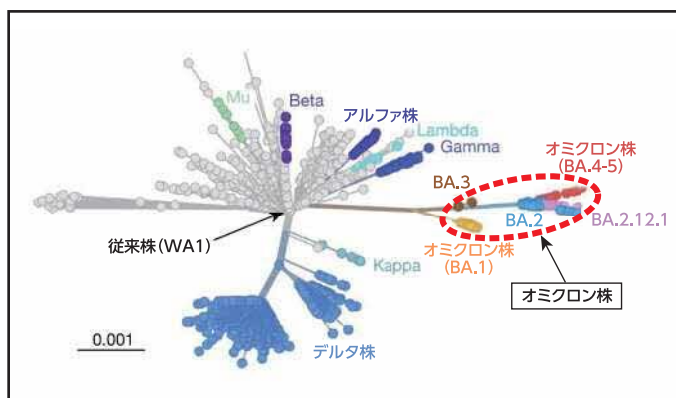 Mu
Beta
アルファ株
Lambda
Gamma
オミクロン株
(BA.4-5)
BA.3
BA.2
BA.2.12.1
従来株(WA1)
オミクロン株
(BA.1)
Kappa
オミクロン株
0.001
デルタ株